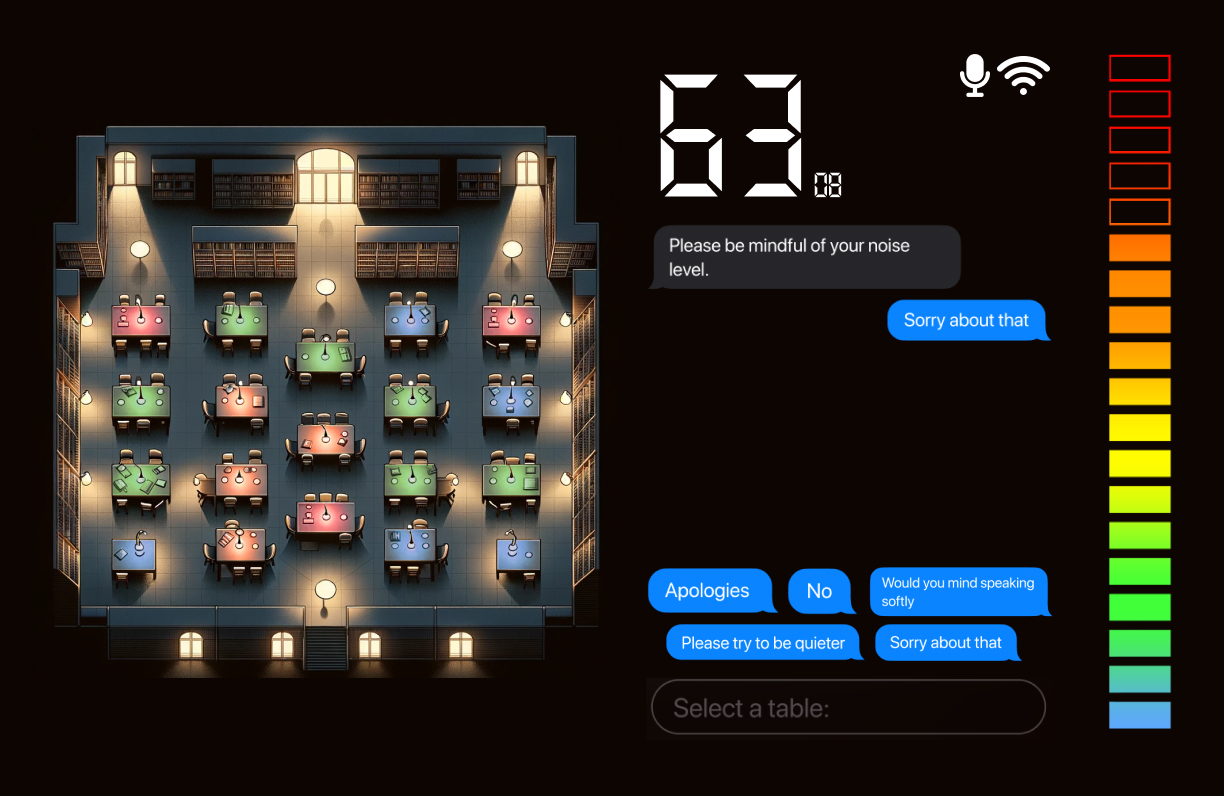 63 08
Please be mindful of your noise
level.
Sorry about that
Apologies
No
Would you mind speaking
softly
Please try to be quieter
Sorry about that
Select a table: